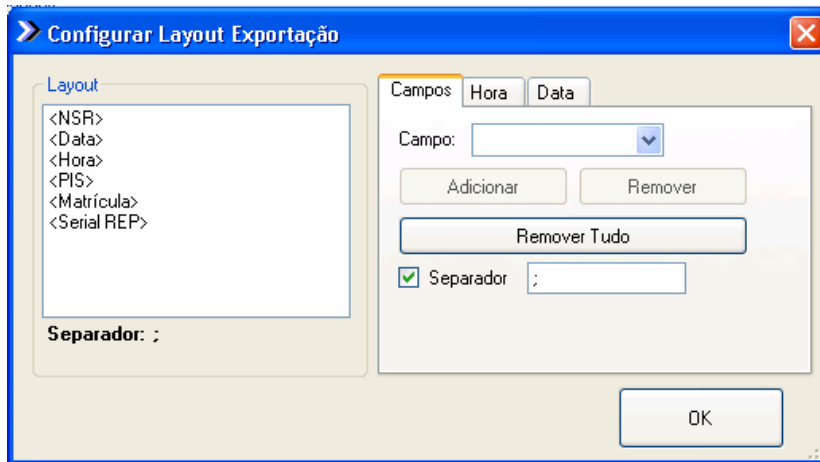 Configurar Layout Exportação
Layout
<NSR>
<Data>
<Hora>
<PIS>
<Matrícula>
<Serial REP>
Separador: ;
Campos Hora Data
Campo:
Adicionar Remover
Remover Tudo
Separador ;
OK